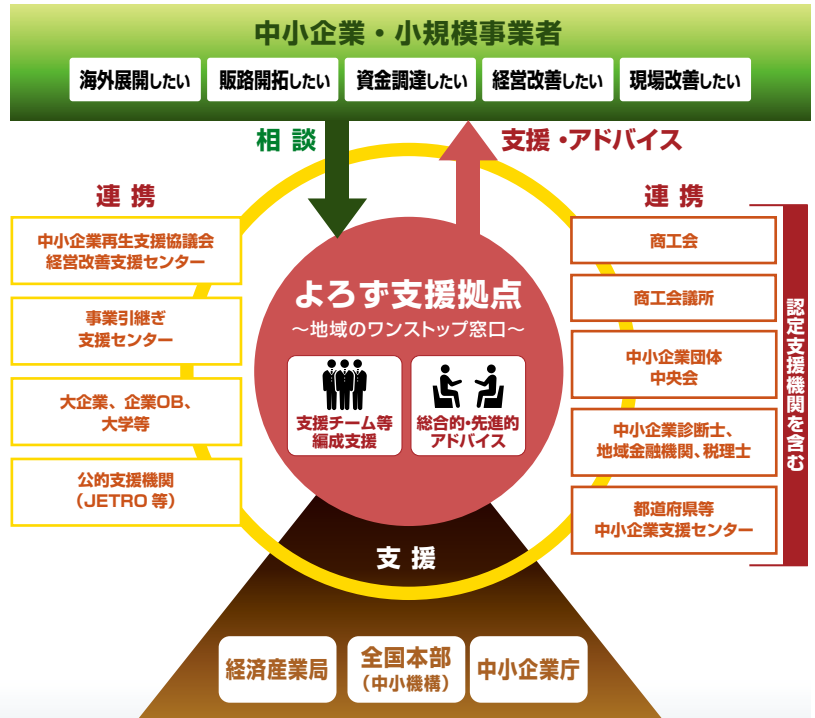 中小企業・小規模事業者
海外展開したい
販路開拓したい
資金調達したい
経営改善したい
現場改善したい
相談
支援・アドバイス
連携
中小企業再生支援協議会
経営改善支援センター
事業引継ぎ
支援センター
大企業、企業OB、
大学等
公的支援機関
（JETRO 等）
よろず支援拠点
～地域のワンストップ窓口～
支援チーム等
編成支援
総合的・先進的
アドバイス
連携
商工会
商工会議所
中小企業団体
中央会
中小企業診断士、
地域金融機関、税理士
都道府県等
中小企業支援センター
認定支援機関を含む
支援
経済産業局
全国本部
（中小機構）
中小企業庁